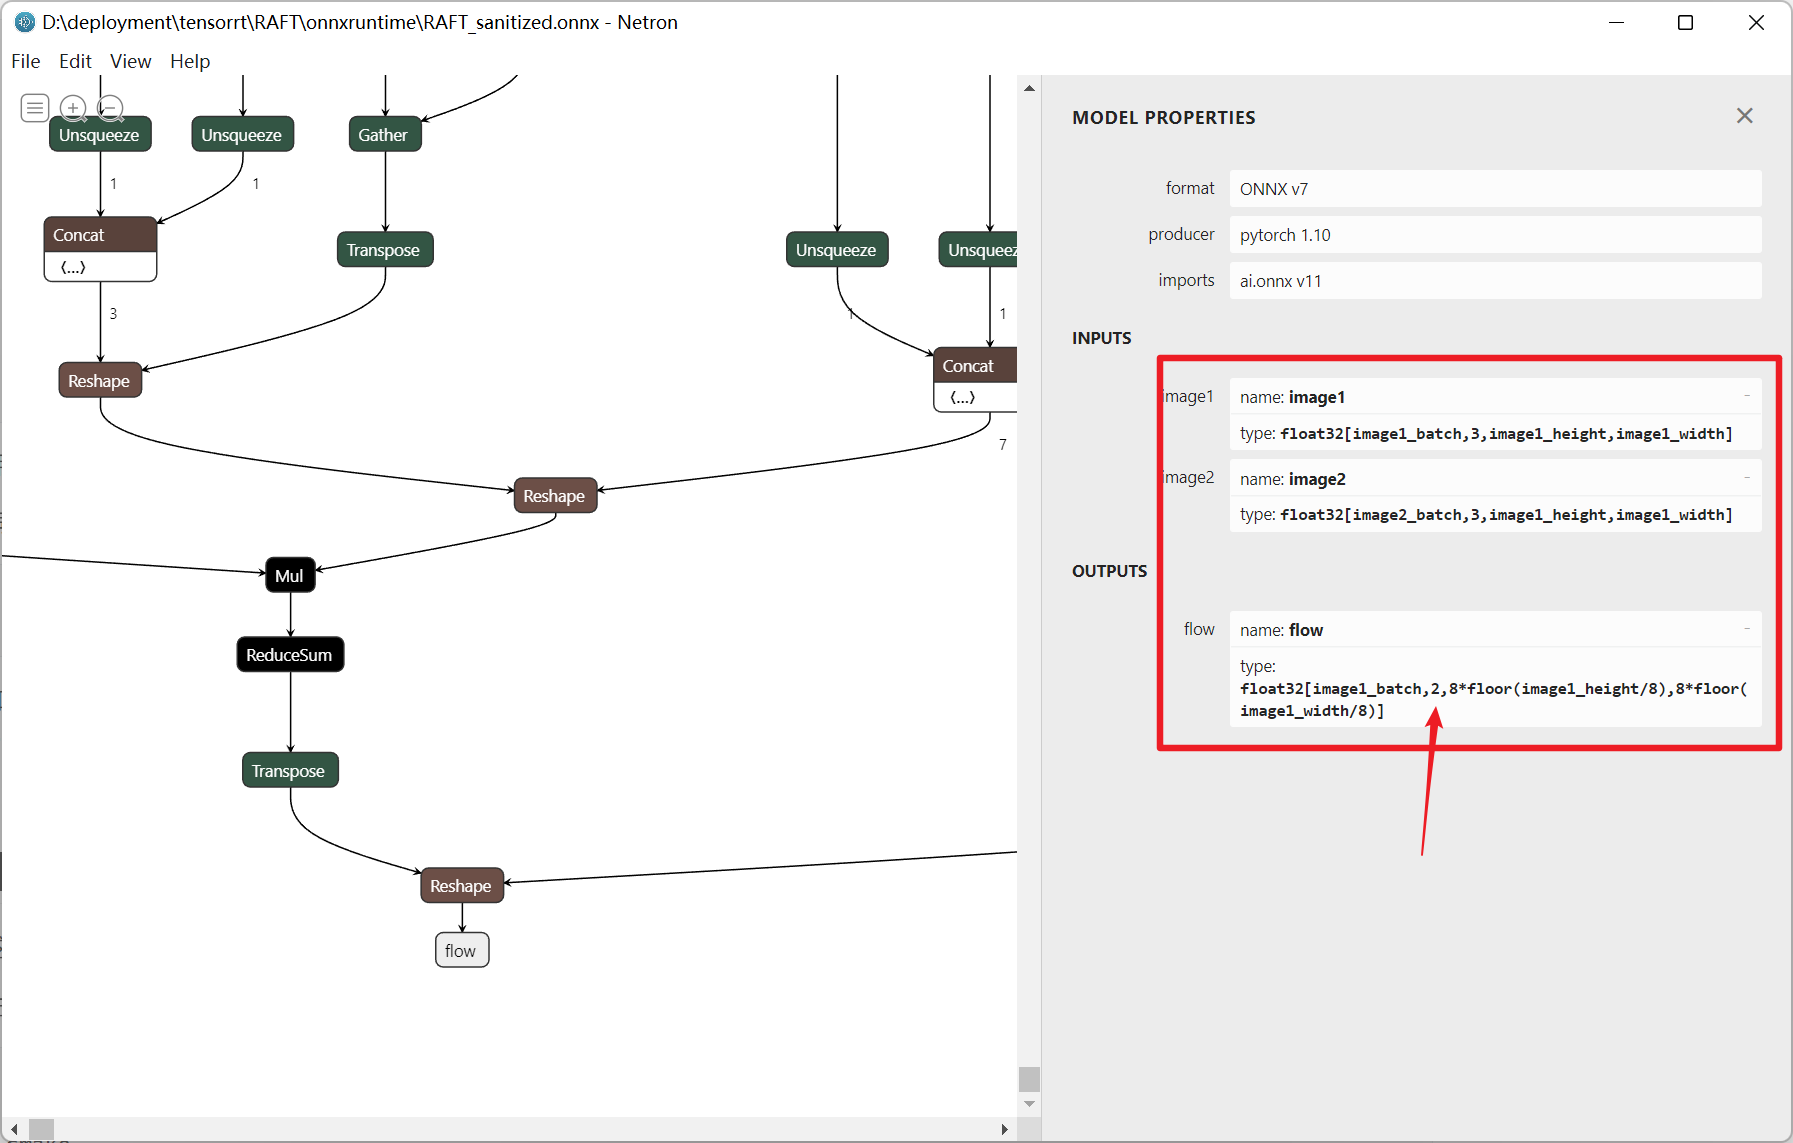 D:\deployment\tensorrt\RAFT\onnxruntime\RAFT_sanitized.onnx - Netron
File Edit View Help
Unsqueeze
Unsqueeze
Gather
1
1
Concat
⟨...⟩
Transpose
Unsqueeze
Unsqueez
3
1
1
Reshape
Concat
⟨...⟩
7
Reshape
Mul
ReduceSum
Transpose
Reshape
flow
MODEL PROPERTIES
format ONNX v7
producer pytorch 1.10
imports ai.onnx v11
INPUTS
image1 name: image1 -
type: float32[image1_batch,3,image1_height,image1_width]
image2 name: image2 -
type: float32[image2_batch,3,image1_height,image1_width]
OUTPUTS
flow name: flow -
type:
float32[image1_batch,2,8*floor(image1_height/8),8*floor(
image1_width/8)]